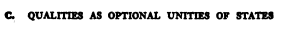 C. QUALITIES AS OPTIONAL UNITIES OF STATES